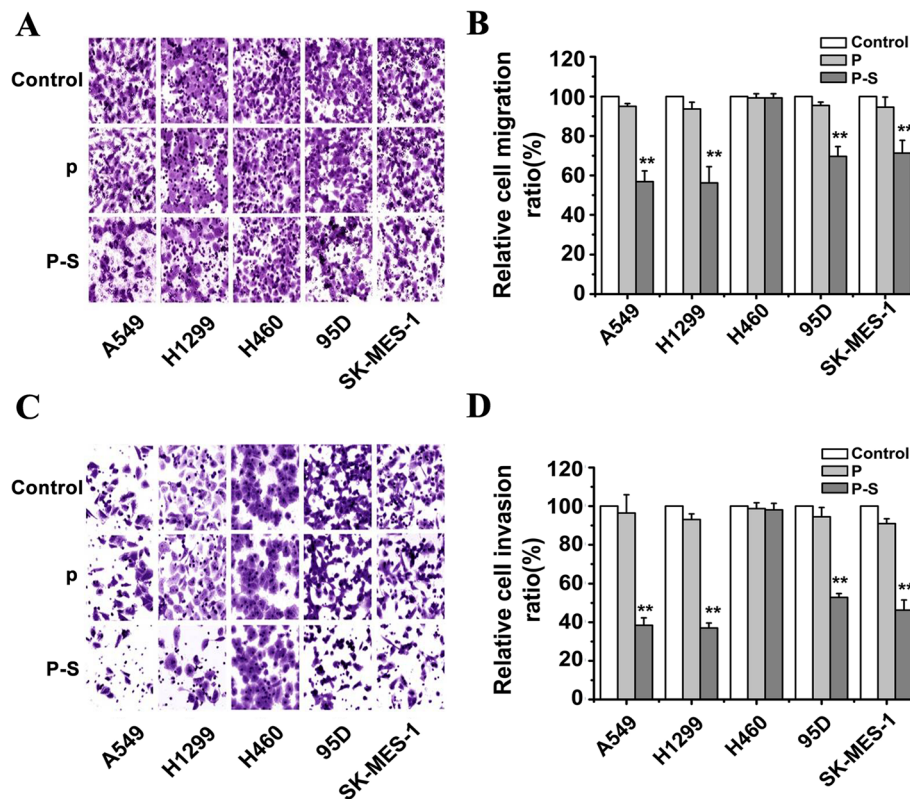 A
Control
p
P-S
A549
H1299
H460
95D
SK-MES-1
B
Relative cell migration
ratio(%)
120
100
80
60
40
20
0
Control
P
P-S
**
**
**
**
A549
H1299
H460
95D
SK-MES-1
C
Control
p
P-S
A549
H1299
H460
95D
SK-MES-1
D
Relative cell invasion
ratio(%)
120
100
80
60
40
20
0
Control
P
P-S
**
**
**
**
A549
H1299
H460
95D
SK-MES-1